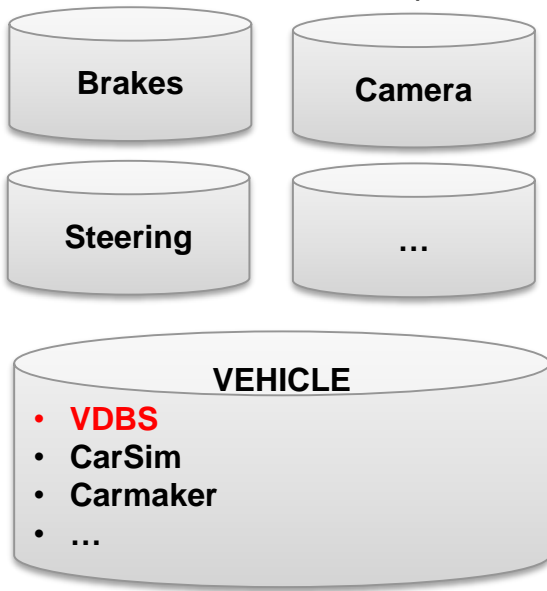 Brakes
Camera
Steering
…
VEHICLE
• VDBS
• CarSim
• Carmaker
• …